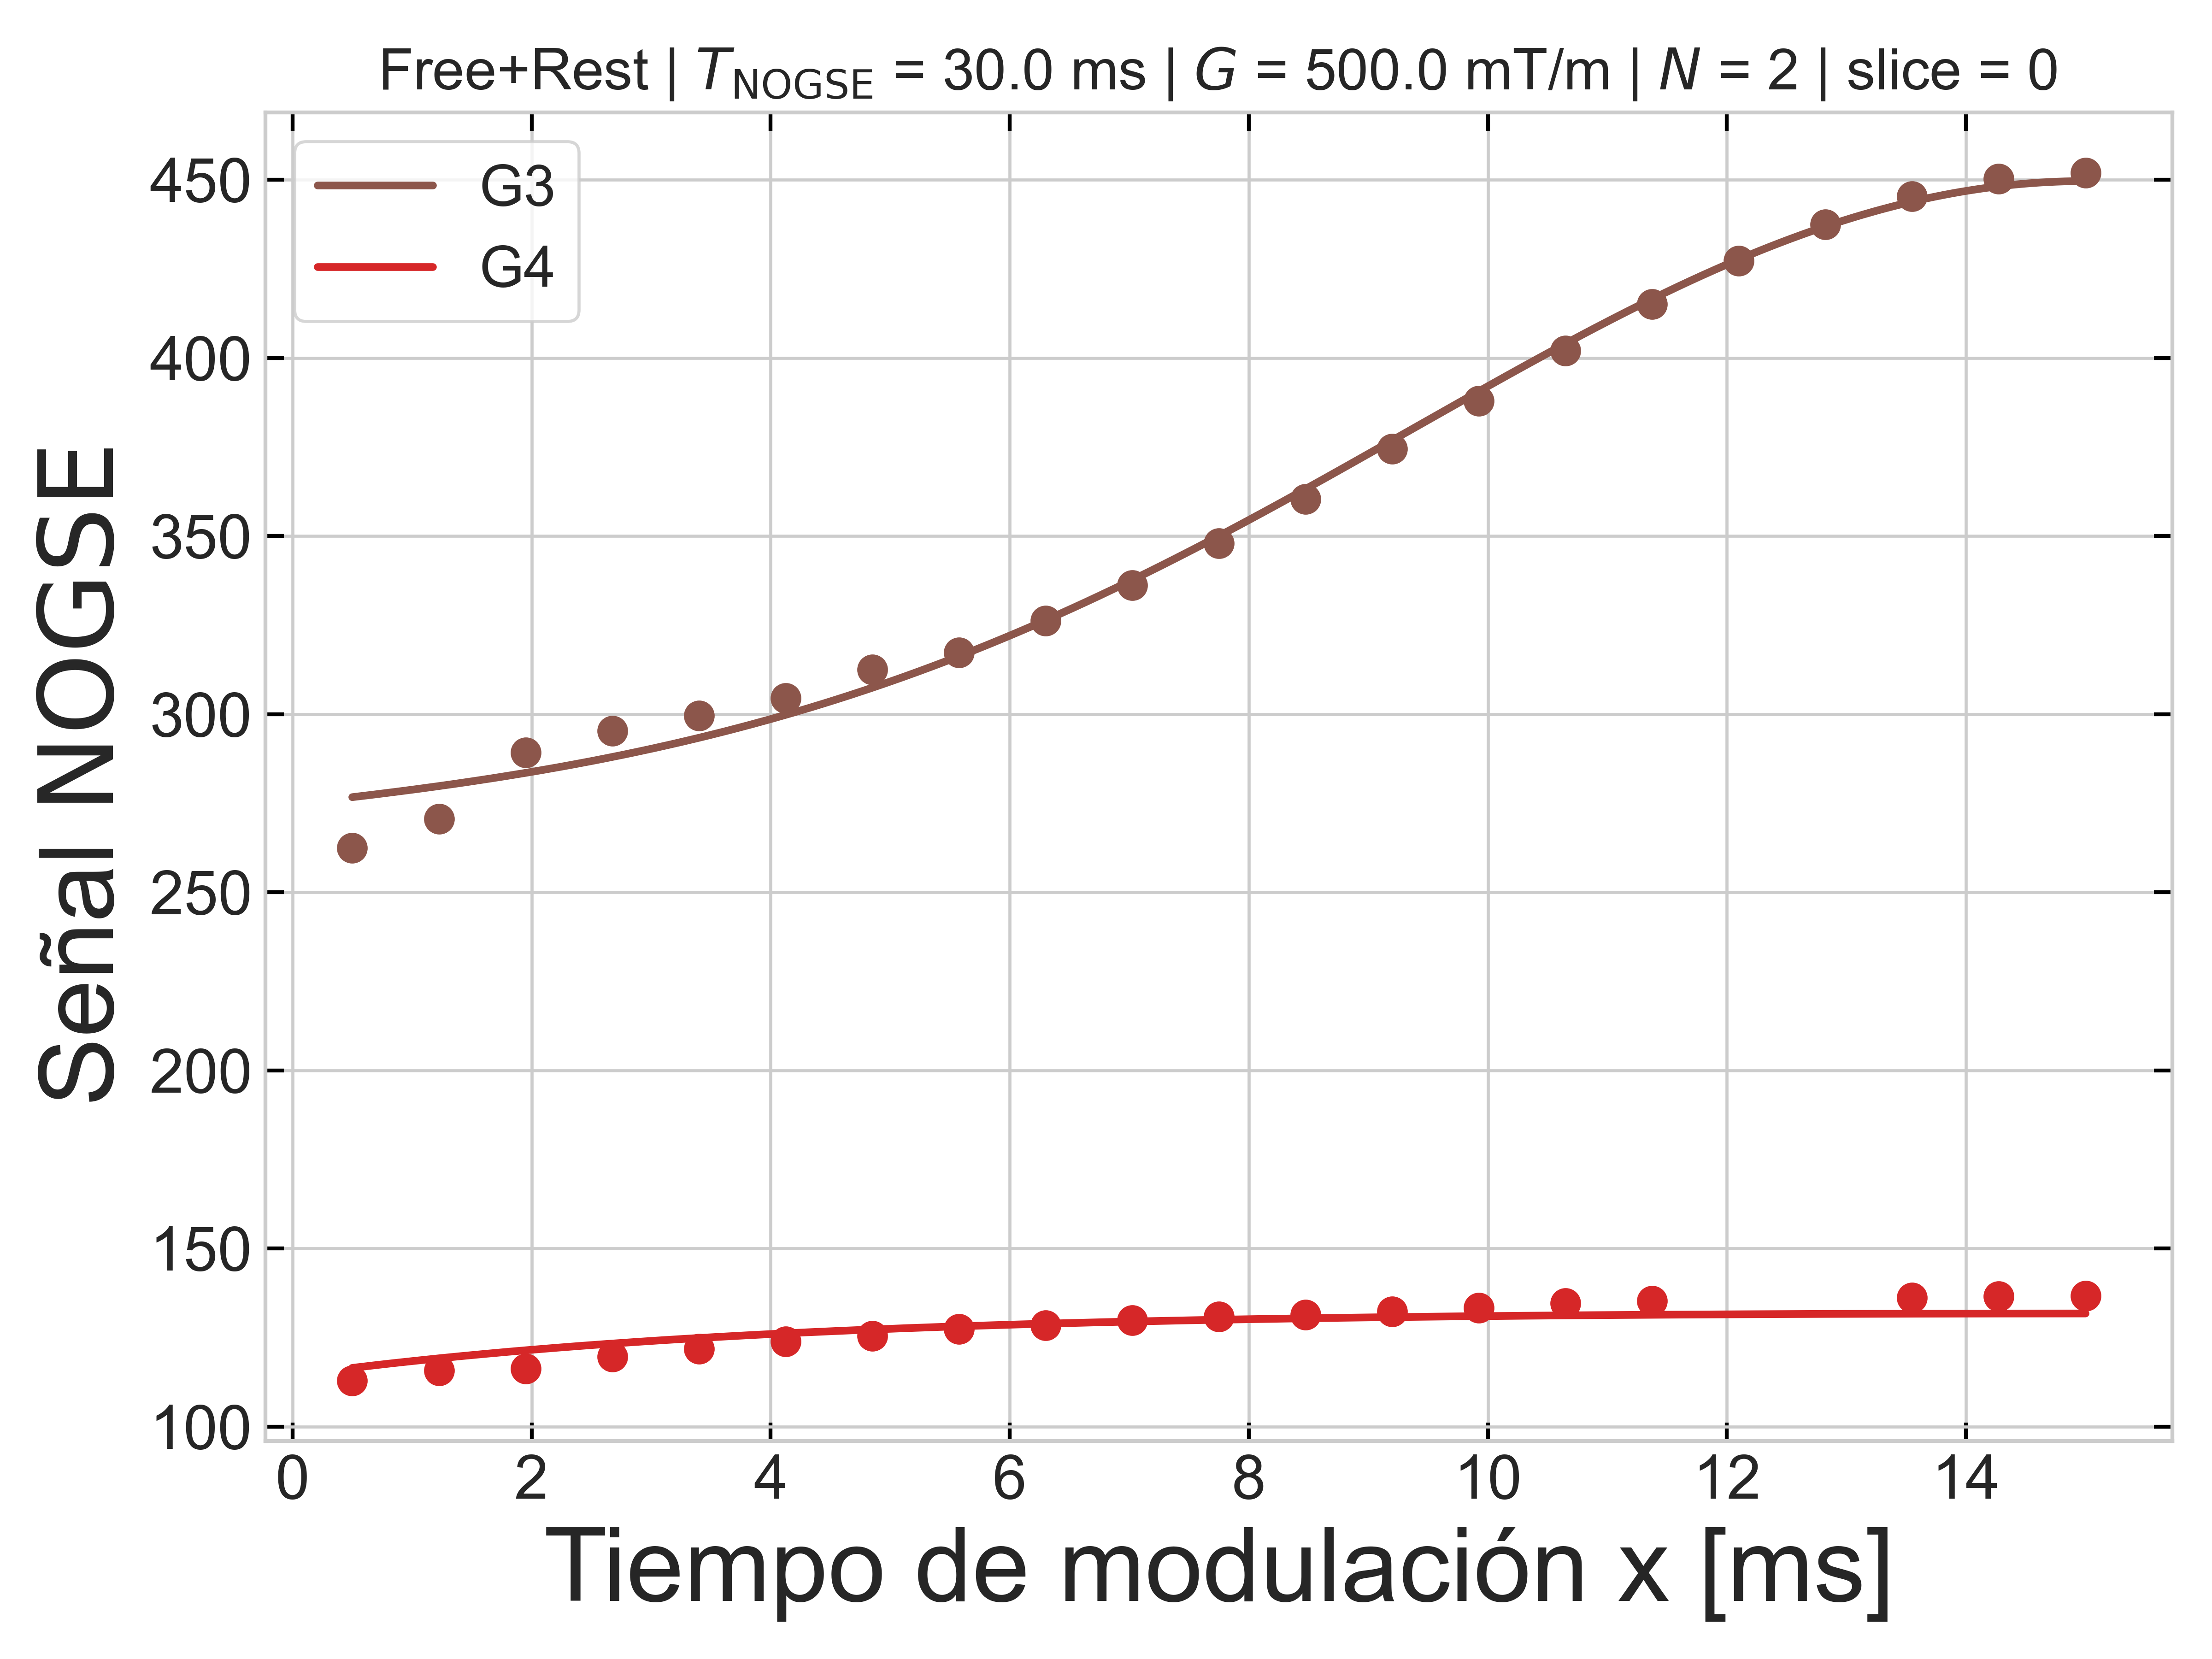 Free+Rest | T_NOGSE = 30.0 ms | G = 500.0 mT/m | N = 2 | slice = 0
G3
G4
Señal NOGSE
450
400
350
300
250
200
150
100
0 2 4 6 8 10 12 14
Tiempo de modulación x [ms]